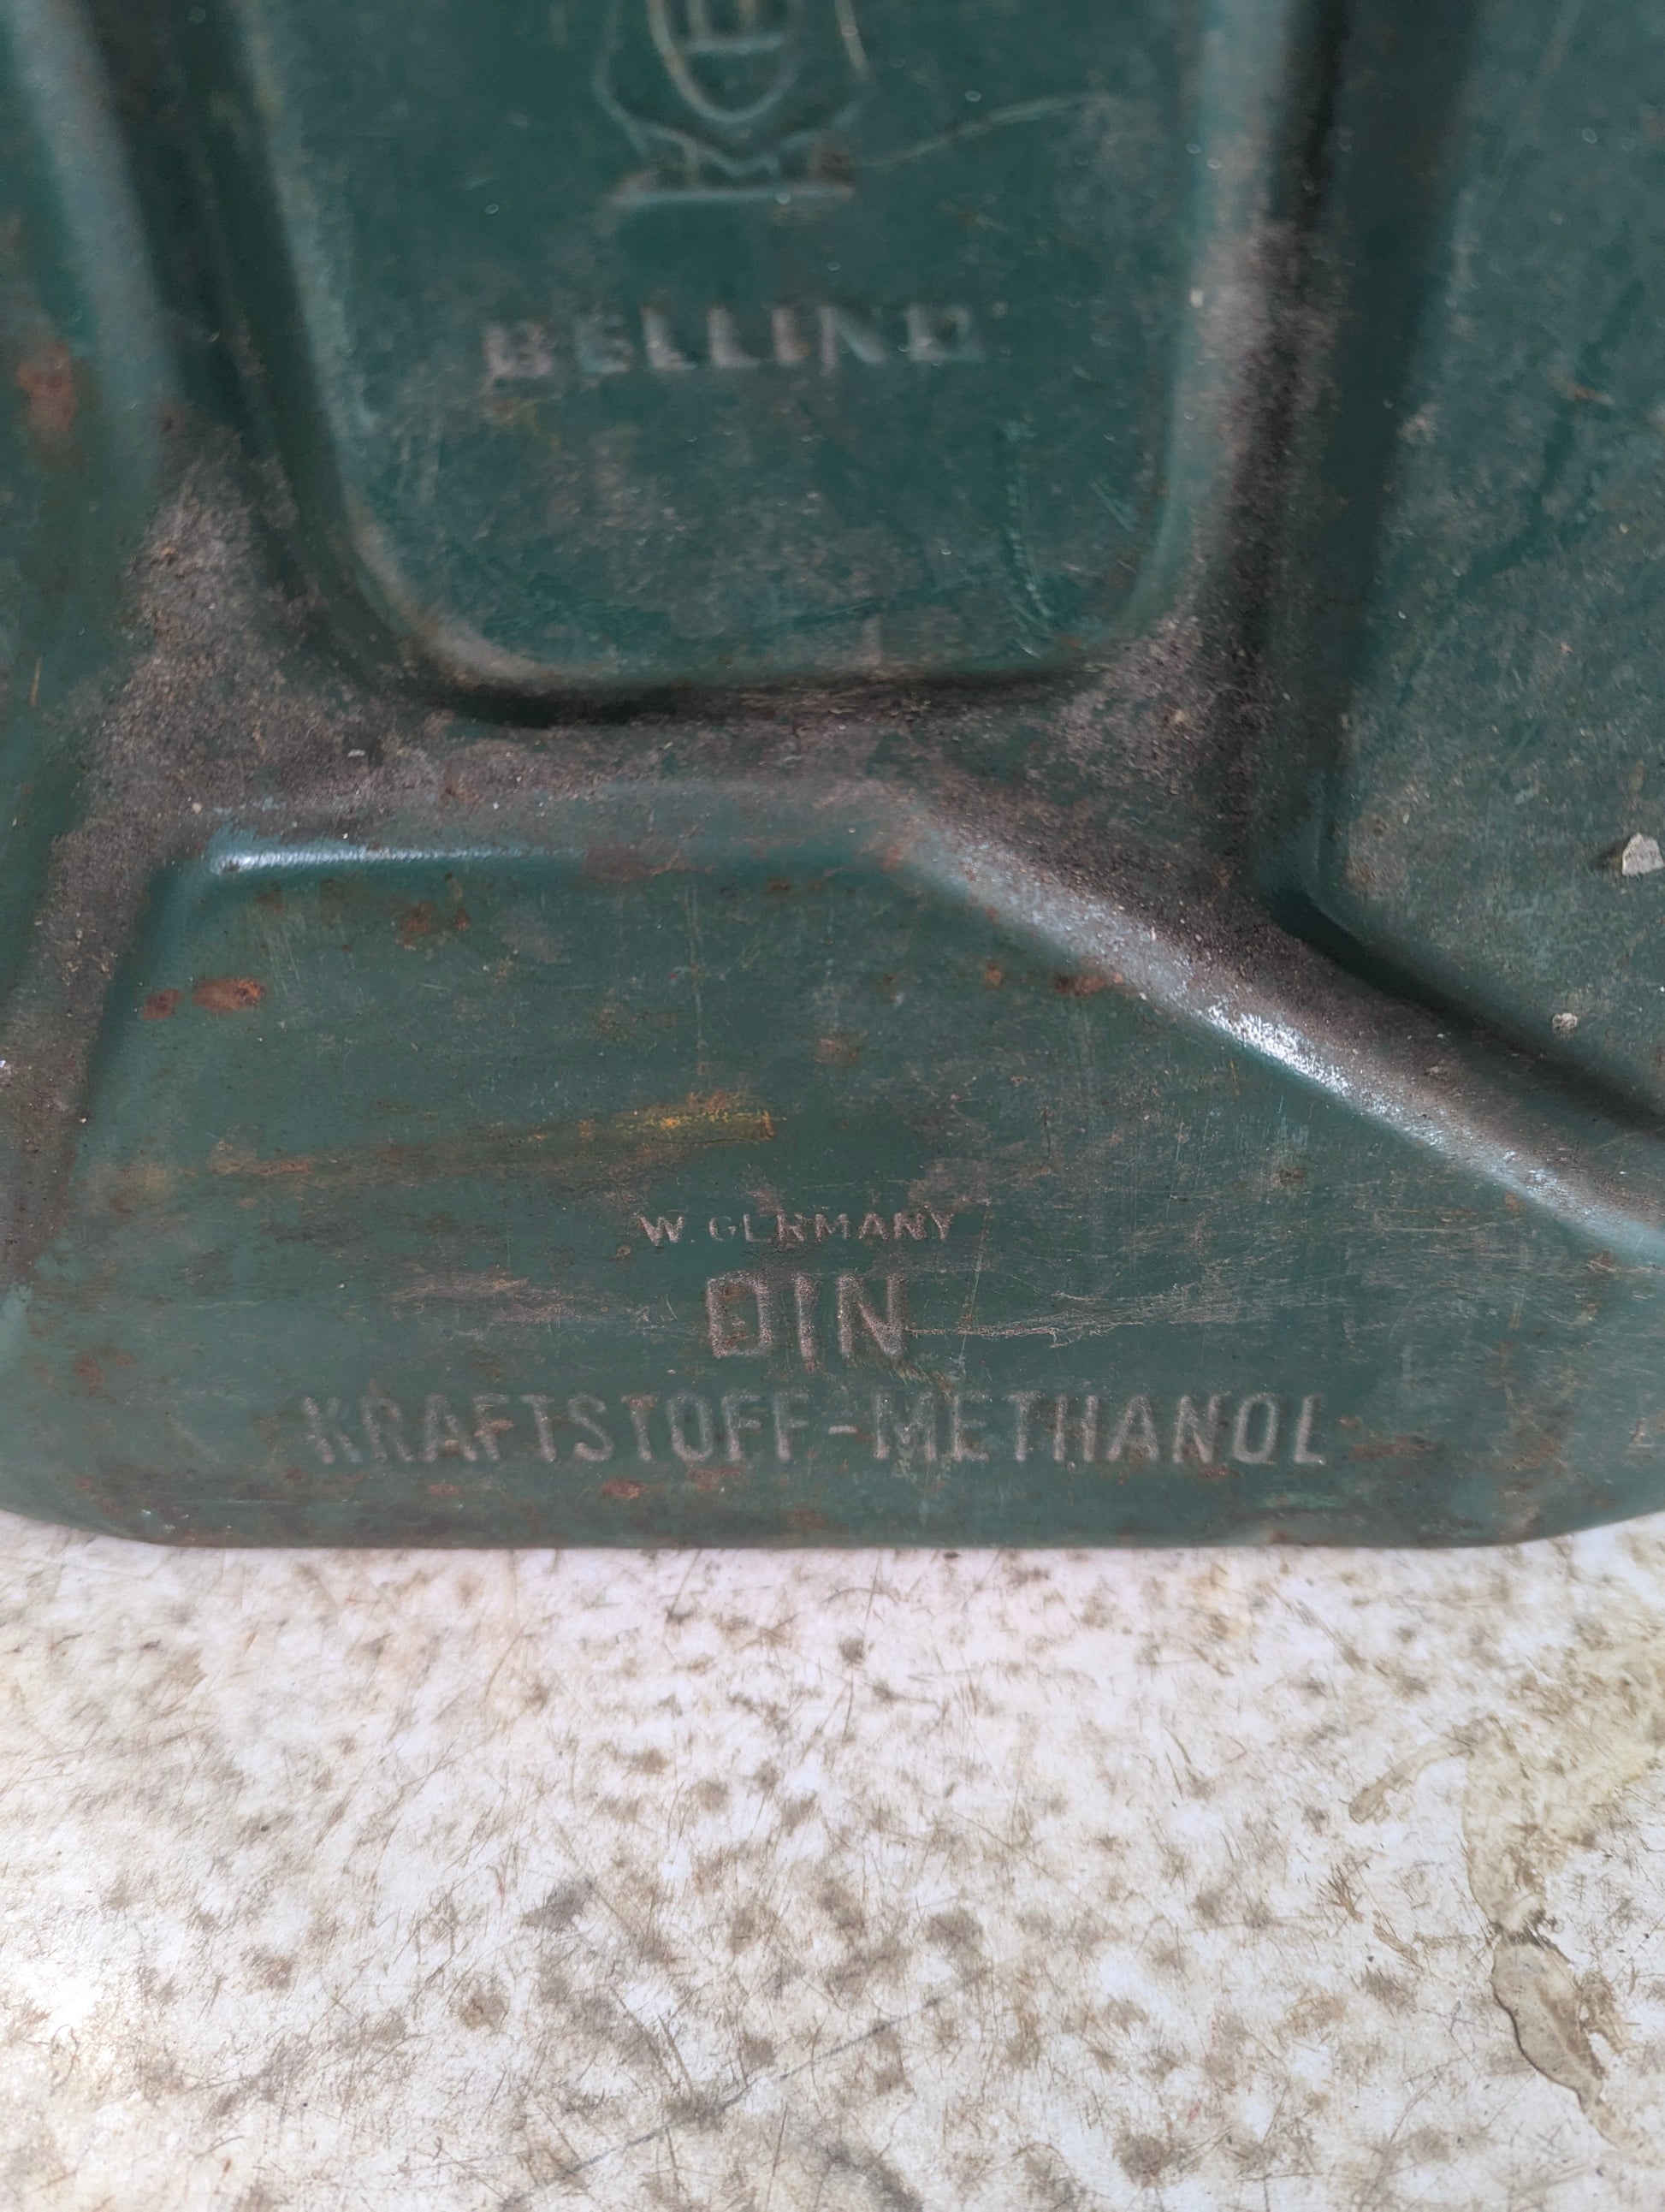 BELLINO
W. GERMANY
DIN
KRAFTSTOFF-METHANOL